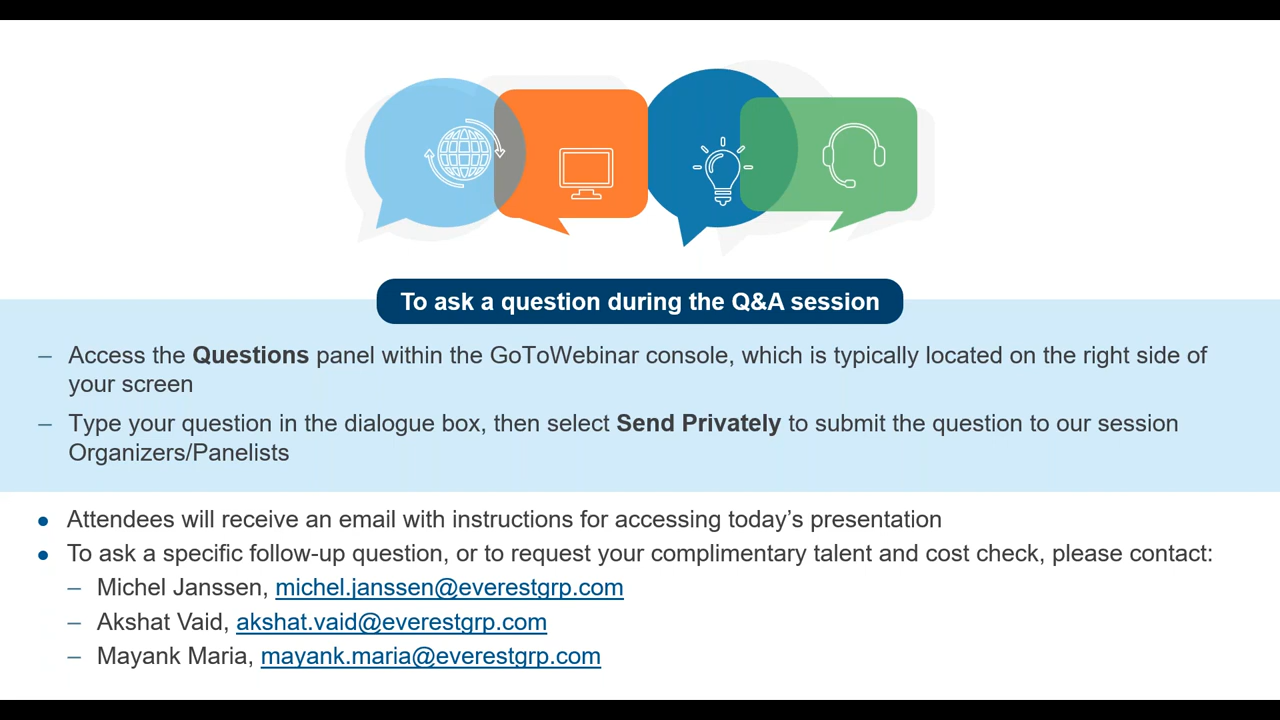 To ask a question during the Q&A session
– Access the Questions panel within the GoToWebinar console, which is typically located on the right side of
your screen
– Type your question in the dialogue box, then select Send Privately to submit the question to our session
Organizers/Panelists
• Attendees will receive an email with instructions for accessing today’s presentation
• To ask a specific follow-up question, or to request your complimentary talent and cost check, please contact:
– Michel Janssen, michel.janssen@everestgrp.com
– Akshat Vaid, akshat.vaid@everestgrp.com
– Mayank Maria, mayank.maria@everestgrp.com